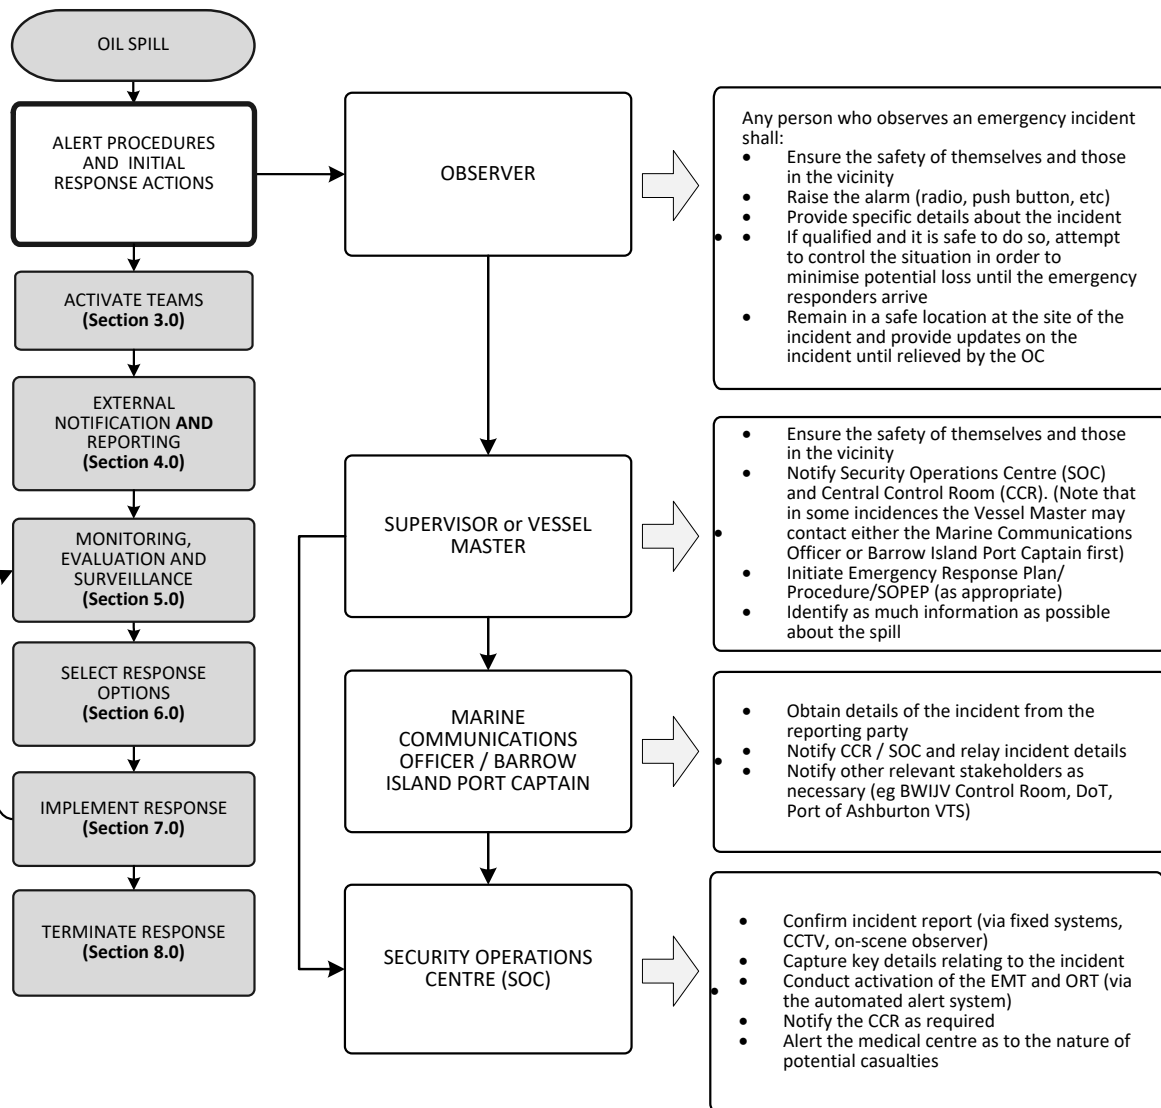 OIL SPILL
ALERT PROCEDURES
AND INITIAL
RESPONSE ACTIONS
ACTIVATE TEAMS
(Section 3.0)
EXTERNAL
NOTIFICATION AND
REPORTING
(Section 4.0)
MONITORING,
EVALUATION AND
SURVEILLANCE
(Section 5.0)
SELECT RESPONSE
OPTIONS
(Section 6.0)
IMPLEMENT RESPONSE
(Section 7.0)
TERMINATE RESPONSE
(Section 8.0)
OBSERVER
Any person who observes an emergency incident
shall:
• Ensure the safety of themselves and those
in the vicinity
• Raise the alarm (radio, push button, etc)
• Provide specific details about the incident
• • If qualified and it is safe to do so, attempt
to control the situation in order to
minimise potential loss until the emergency
responders arrive
• Remain in a safe location at the site of the
incident and provide updates on the
incident until relieved by the OC
SUPERVISOR or VESSEL
MASTER
• Ensure the safety of themselves and those
in the vicinity
• Notify Security Operations Centre (SOC)
and Central Control Room (CCR). (Note that
in some incidences the Vessel Master may
• contact either the Marine Communications
Officer or Barrow Island Port Captain first)
• Initiate Emergency Response Plan/
Procedure/SOPEP (as appropriate)
• Identify as much information as possible
about the spill
MARINE
COMMUNICATIONS
OFFICER / BARROW
ISLAND PORT CAPTAIN
• Obtain details of the incident from the
reporting party
• Notify CCR / SOC and relay incident details
• • Notify other relevant stakeholders as
necessary (eg BWIJV Control Room, DoT,
Port of Ashburton VTS)
SECURITY OPERATIONS
CENTRE (SOC)
• Confirm incident report (via fixed systems,
CCTV, on-scene observer)
• Capture key details relating to the incident
• • Conduct activation of the EMT and ORT (via
the automated alert system)
• Notify the CCR as required
• Alert the medical centre as to the nature of
potential casualties